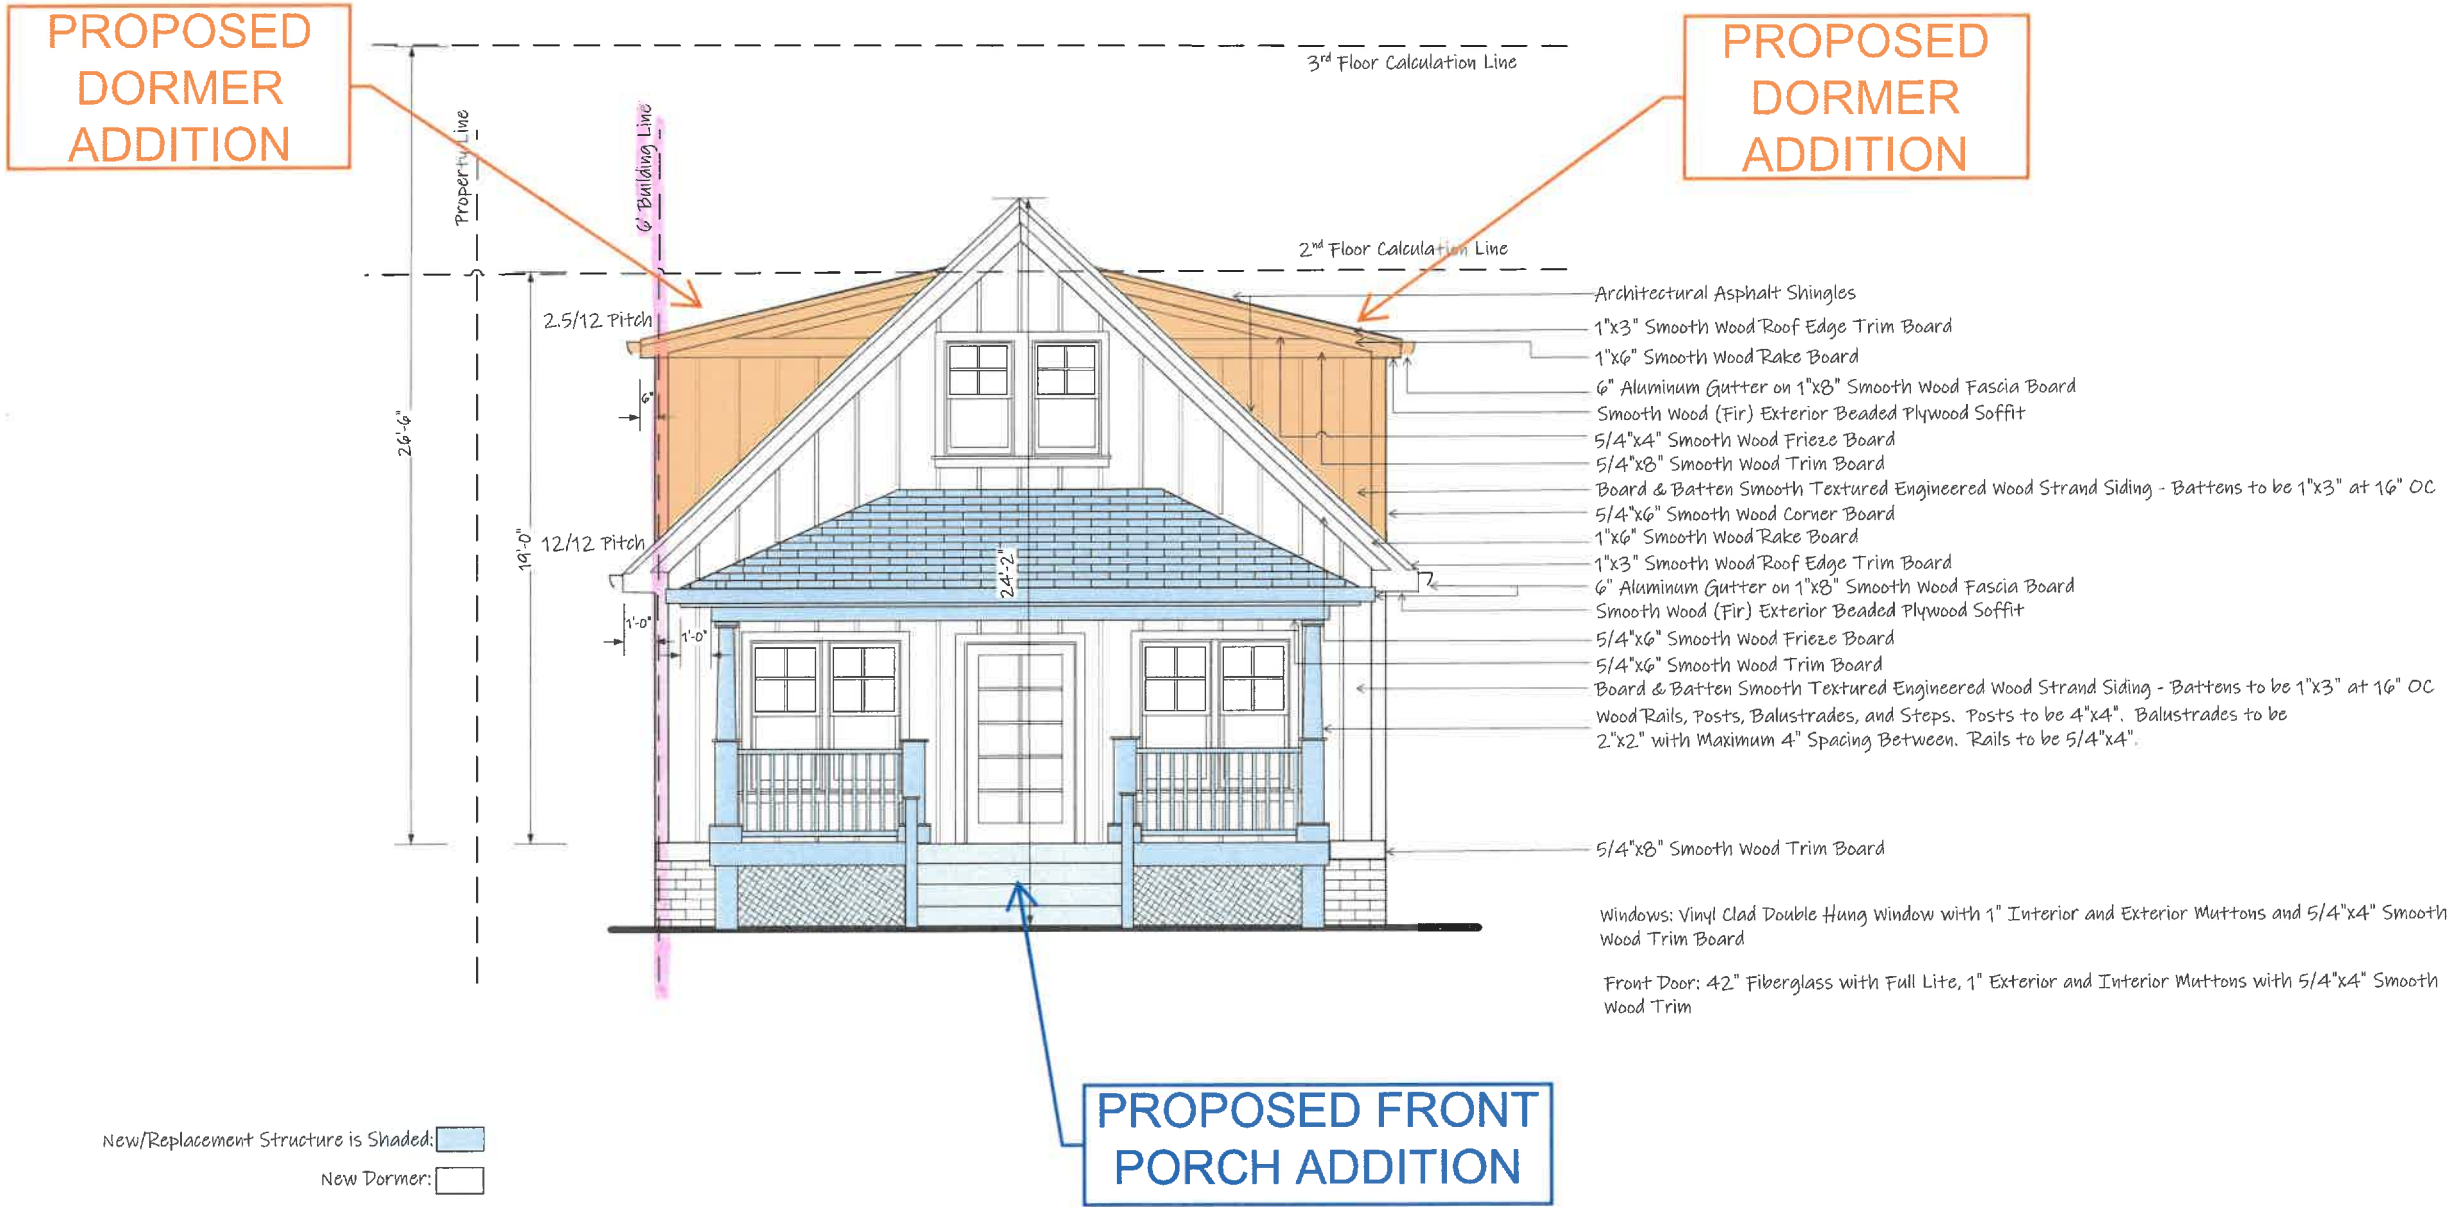 PROPOSED
DORMER
ADDITION
PROPOSED
DORMER
ADDITION
3rd Floor Calculation Line
Property Line
6' Building Line
2nd Floor Calculation Line
2.5/12 Pitch
6"
26'-6"
19'-0"
12/12 Pitch
24'-2"
1'-0"
1'-0"
Architectural Asphalt Shingles
1"x3" Smooth Wood Roof Edge Trim Board
1"x6" Smooth Wood Rake Board
6" Aluminum Gutter on 1"x8" Smooth Wood Fascia Board
Smooth Wood (Fir) Exterior Beaded Plywood Soffit
5/4"x4" Smooth Wood Frieze Board
5/4"x8" Smooth Wood Trim Board
Board & Batten Smooth Textured Engineered Wood Strand Siding - Battens to be 1"x3" at 16" OC
5/4"x6" Smooth Wood Corner Board
1"x6" Smooth Wood Rake Board
1"x3" Smooth Wood Roof Edge Trim Board
6" Aluminum Gutter on 1"x8" Smooth Wood Fascia Board
Smooth Wood (Fir) Exterior Beaded Plywood Soffit
5/4"x6" Smooth Wood Frieze Board
5/4"x6" Smooth Wood Trim Board
Board & Batten Smooth Textured Engineered Wood Strand Siding - Battens to be 1"x3" at 16" OC
Wood Rails, Posts, Balustrades, and Steps. Posts to be 4"x4". Balustrades to be
2"x2" with Maximum 4" Spacing Between. Rails to be 5/4"x4".
5/4"x8" Smooth Wood Trim Board
Windows: Vinyl Clad Double Hung Window with 1" Interior and Exterior Muttons and 5/4"x4" Smooth
Wood Trim Board
Front Door: 42" Fiberglass with Full Lite, 1" Exterior and Interior Muttons with 5/4"x4" Smooth
Wood Trim
PROPOSED FRONT
PORCH ADDITION
New/Replacement Structure is Shaded:
New Dormer: